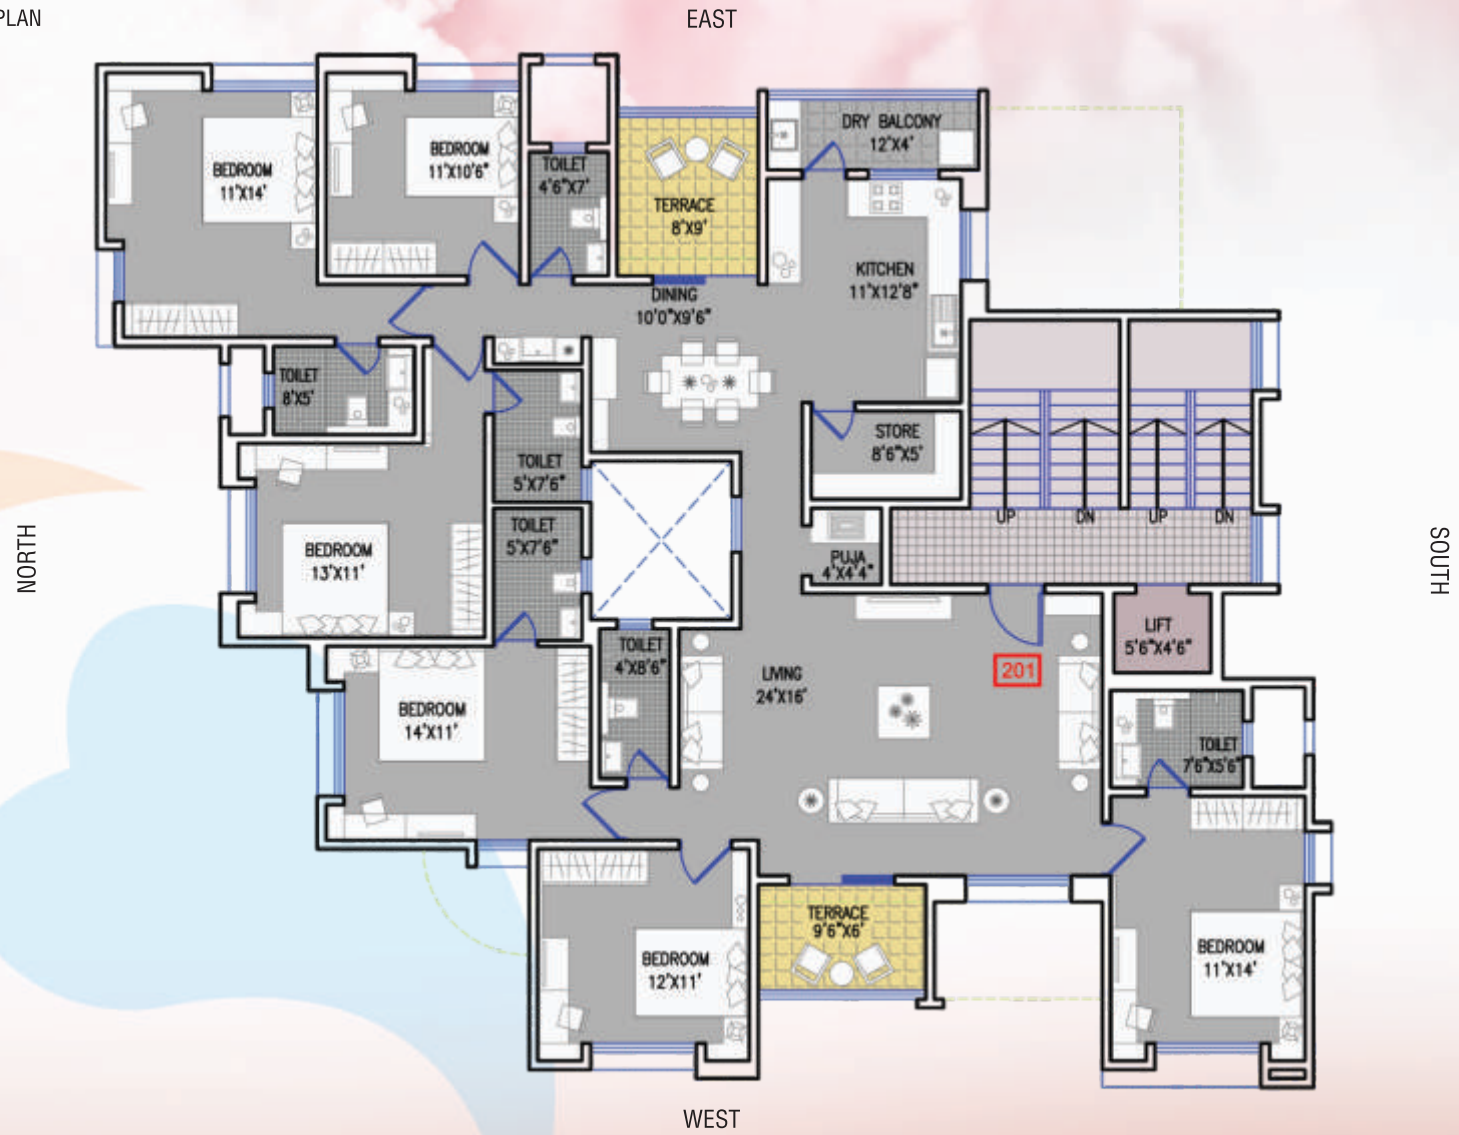 PLAN
EAST
DRY BALCONY
12'X4'
BEDROOM
11'X14'
BEDROOM
11'X10'6"
TOILET
4'6"X7'
TERRACE
8'X9'
KITCHEN
11'X12'8"
DINING
10'0"X9'6"
TOILET
8'X5'
STORE
8'6"X5'
TOILET
5'X7'6"
UP
DN
UP
DN
TOILET
5'X7'6"
NORTH
SOUTH
BEDROOM
13'X11'
PUJA
4'X4'4"
LIFT
5'6"X4'6"
TOILET
4'X8'6"
LIVING
24'X16'
201
BEDROOM
14'X11'
TOILET
7'6"X5'6"
TERRACE
9'6"X6'
BEDROOM
12'X11'
BEDROOM
11'X14'
WEST